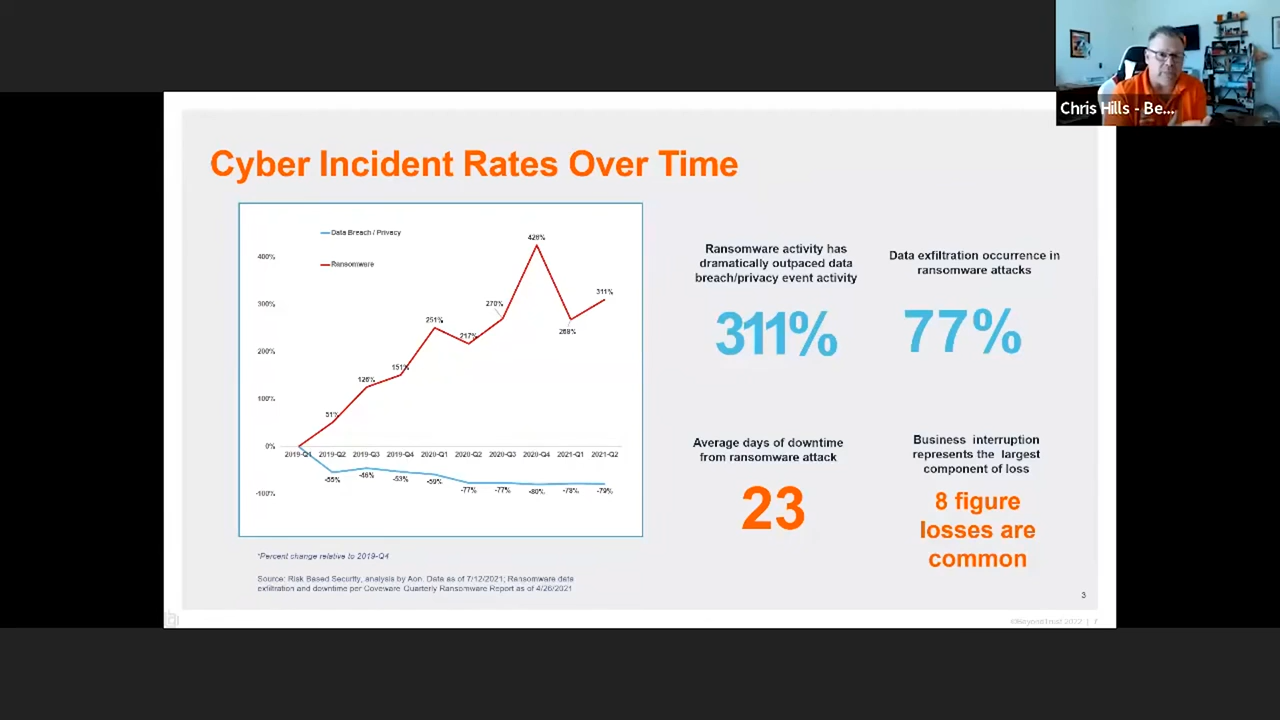 Chris Hills - Be...
Cyber Incident Rates Over Time
Data Breach / Privacy
Ransomware
400%
300%
200%
100%
0%
-100%
51%
126%
151%
251%
217%
270%
428%
268%
311%
2019-Q1 2019-Q2 2019-Q3 2019-Q4 2020-Q1 2020-Q2 2020-Q3 2020-Q4 2021-Q1 2021-Q2
-55%
-46%
-53%
-59%
-77%
-77%
-80%
-78%
-79%
*Percent change relative to 2019-Q4
Source: Risk Based Security, analysis by Aon. Data as of 7/12/2021; Ransomware data
exfiltration and downtime per Coveware Quarterly Ransomware Report as of 4/26/2021
Ransomware activity has
dramatically outpaced data
breach/privacy event activity
311%
Data exfiltration occurrence in
ransomware attacks
77%
Average days of downtime
from ransomware attack
23
Business interruption
represents the largest
component of loss
8 figure
losses are
common
3
©BeyondTrust 2022 | 7